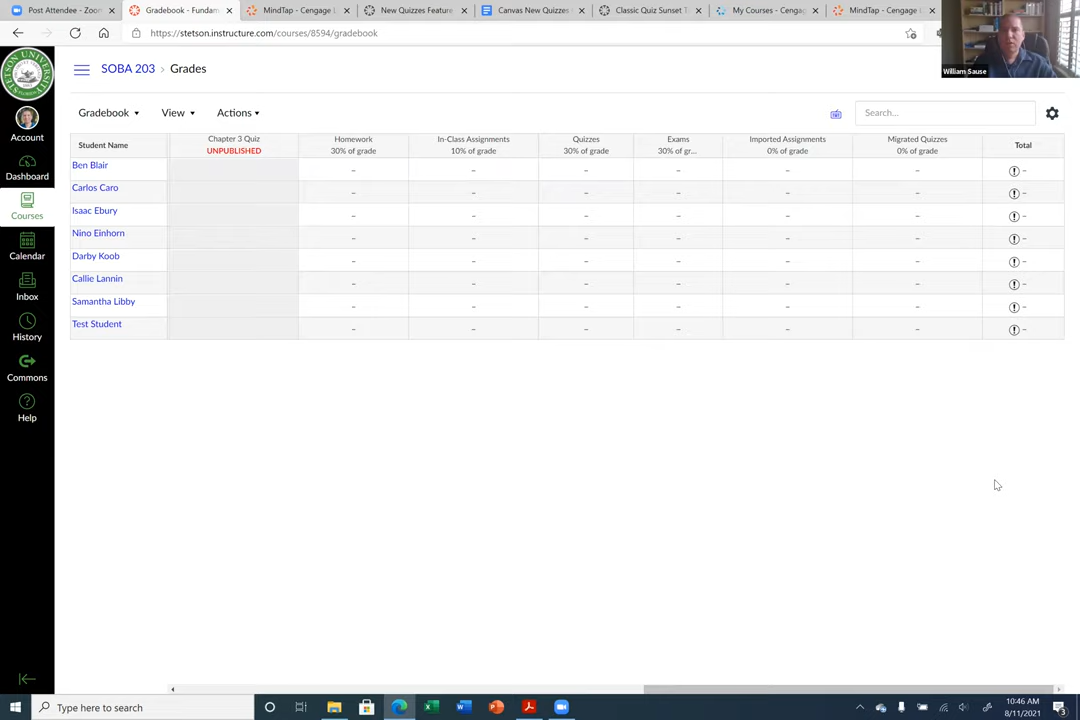 Post Attendee - Zoom
Gradebook - Fundam
MindTap - Cengage L
New Quizzes Feature
Canvas New Quizzes
Classic Quiz Sunset T
My Courses - Cengag
MindTap - Cengage L
https://stetson.instructure.com/courses/8594/gradebook
William Sause
STETSON UNIVERSITY
SOBA 203 › Grades
Account
Gradebook View Actions
Search...
Student Name
Chapter 3 Quiz
UNPUBLISHED
Homework
30% of grade
In-Class Assignments
10% of grade
Quizzes
30% of grade
Exams
30% of gr...
Imported Assignments
0% of grade
Migrated Quizzes
0% of grade
Total
Ben Blair – – – – – – –
Carlos Caro – – – – – – –
Isaac Ebury – – – – – – –
Nino Einhorn – – – – – – –
Darby Koob – – – – – – –
Callie Lannin – – – – – – –
Samantha Libby – – – – – – –
Test Student – – – – – – –
Dashboard
Courses
Calendar
Inbox
History
Commons
Help
Type here to search
10:46 AM
8/11/2021
3